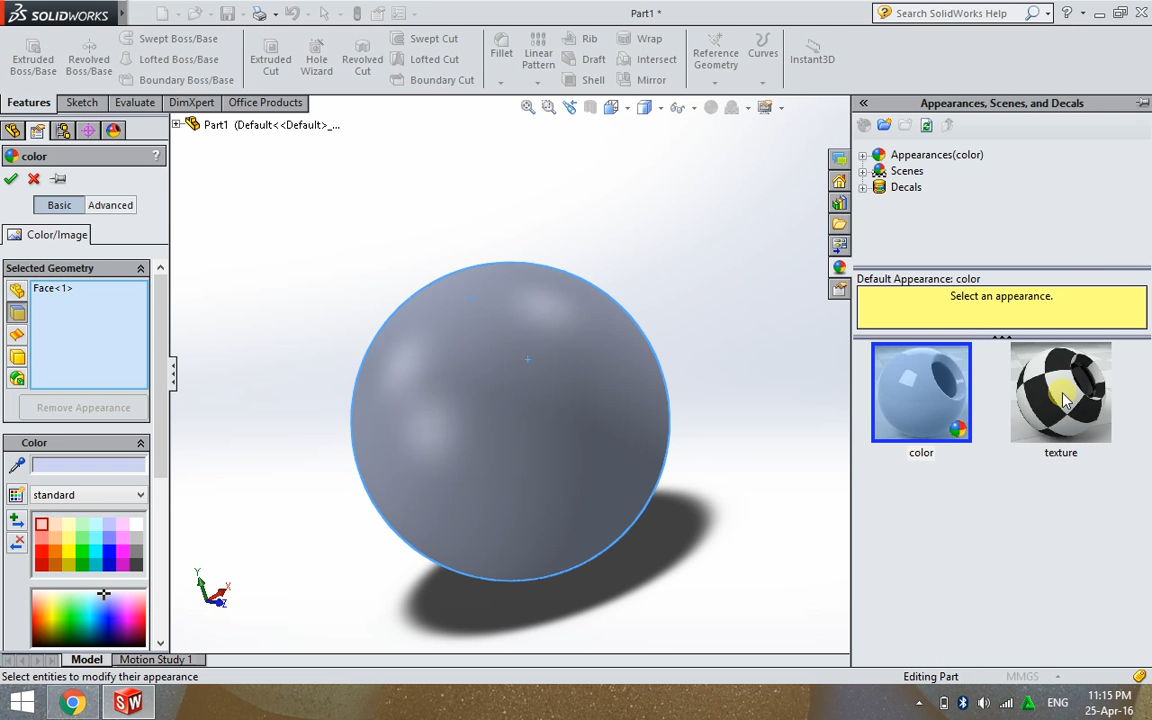 SOLIDWORKS
Part1 *
Search SolidWorks Help
Extruded Boss/Base
Revolved Boss/Base
Swept Boss/Base
Lofted Boss/Base
Boundary Boss/Base
Extruded Cut
Hole Wizard
Revolved Cut
Swept Cut
Lofted Cut
Boundary Cut
Fillet
Linear Pattern
Rib
Draft
Shell
Wrap
Intersect
Mirror
Reference Geometry
Curves
Instant3D
Features
Sketch
Evaluate
DimXpert
Office Products
Part1 (Default<<Default>_...
color
?
Basic
Advanced
Color/Image
Selected Geometry
Face<1>
Remove Appearance
Color
standard
Y
X
Z
Appearances, Scenes, and Decals
Appearances(color)
Scenes
Decals
Default Appearance: color
Select an appearance.
color
texture
Model
Motion Study 1
Select entities to modify their appearance
Editing Part
MMGS
ENG
11:15 PM
25-Apr-16